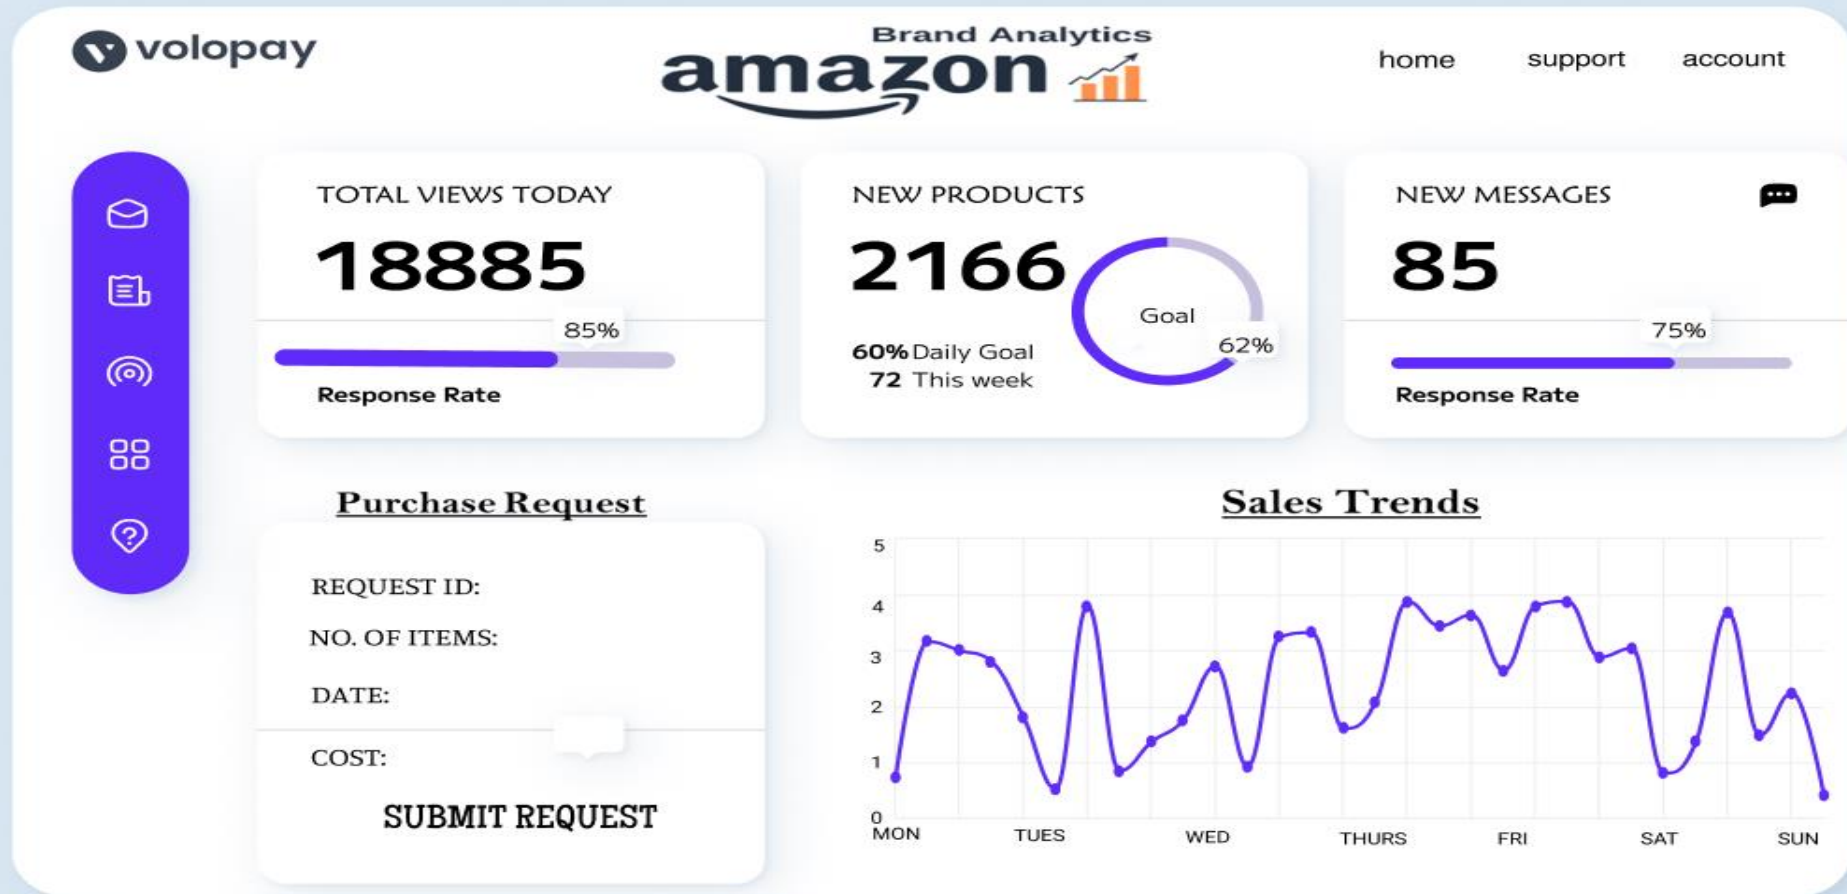 volopay
Brand Analytics
amazon
home support account
TOTAL VIEWS TODAY
18885
85%
Response Rate
NEW PRODUCTS
2166
Goal
62%
60% Daily Goal
72 This week
NEW MESSAGES
85
75%
Response Rate
Purchase Request
REQUEST ID:
NO. OF ITEMS:
DATE:
COST:
SUBMIT REQUEST
Sales Trends
5
4
3
2
1
0
MON TUES WED THURS FRI SAT SUN